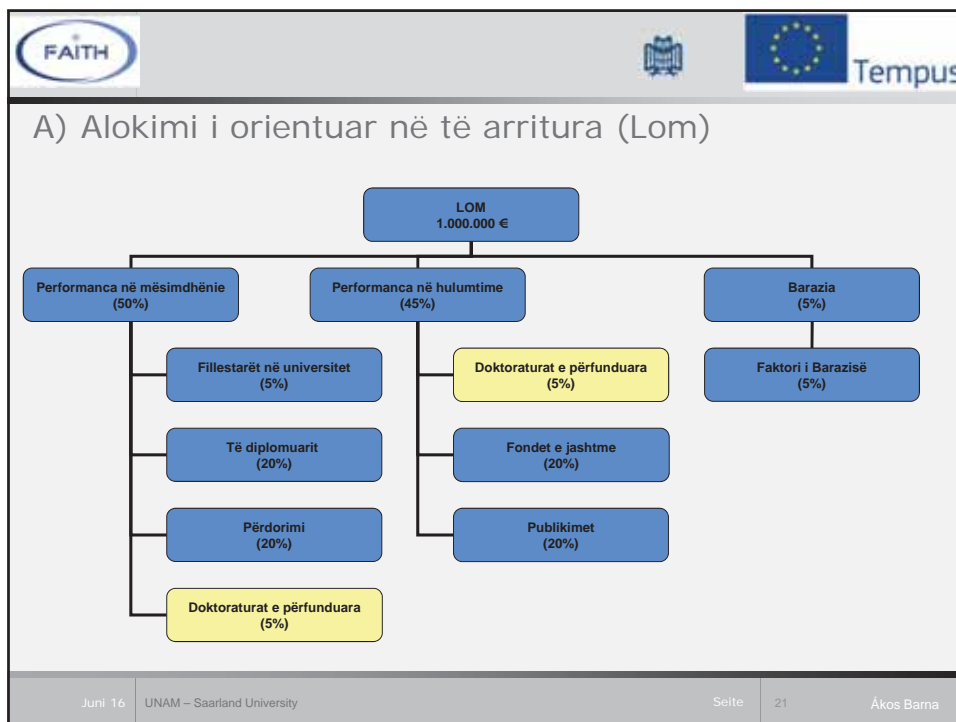 FAITH
Tempus
A) Alokimi i orientuar në të arritura (Lom)
LOM
1.000.000 €
Performanca në mësimdhënie
(50%)
Performanca në hulumtime
(45%)
Barazia
(5%)
Fillestarët në universitet
(5%)
Doktoraturat e përfunduara
(5%)
Faktori i Barazisë
(5%)
Të diplomuarit
(20%)
Fondet e jashtme
(20%)
Përdorimi
(20%)
Publikimet
(20%)
Doktoraturat e përfunduara
(5%)
Juni 16 UNAM – Saarland University Seite 21 Ákos Barna